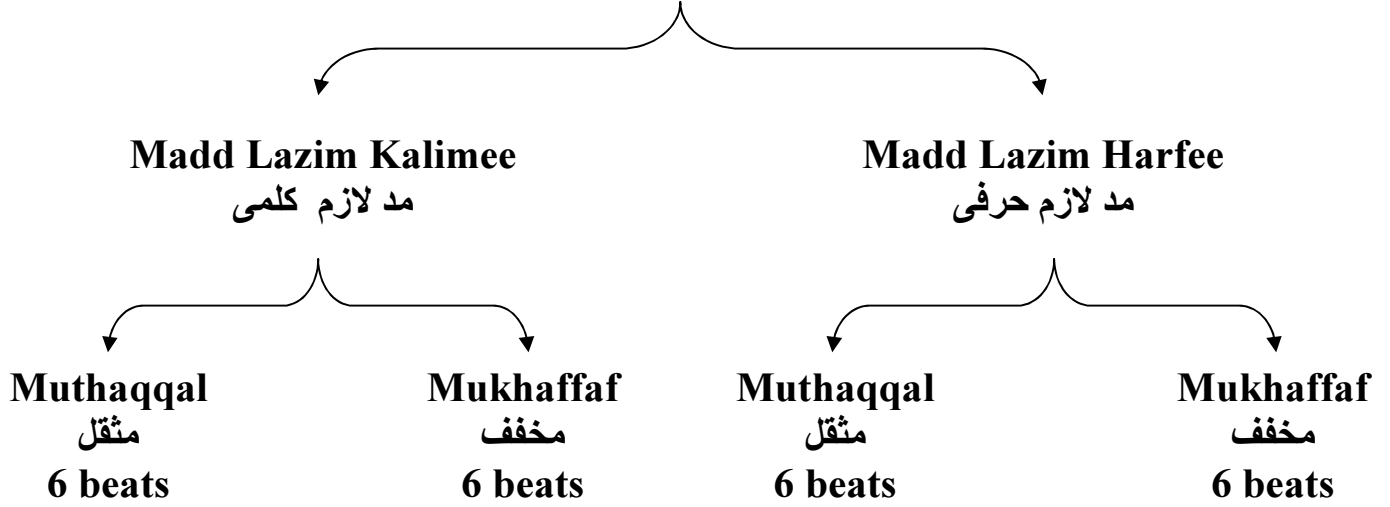 Madd Lazim Kalimee
مد لازم كلمى
Madd Lazim Harfee
مد لازم حرفى
Muthaqqal
مثقل
6 beats
Mukhaffaf
مخفف
6 beats
Muthaqqal
مثقل
6 beats
Mukhaffaf
مخفف
6 beats